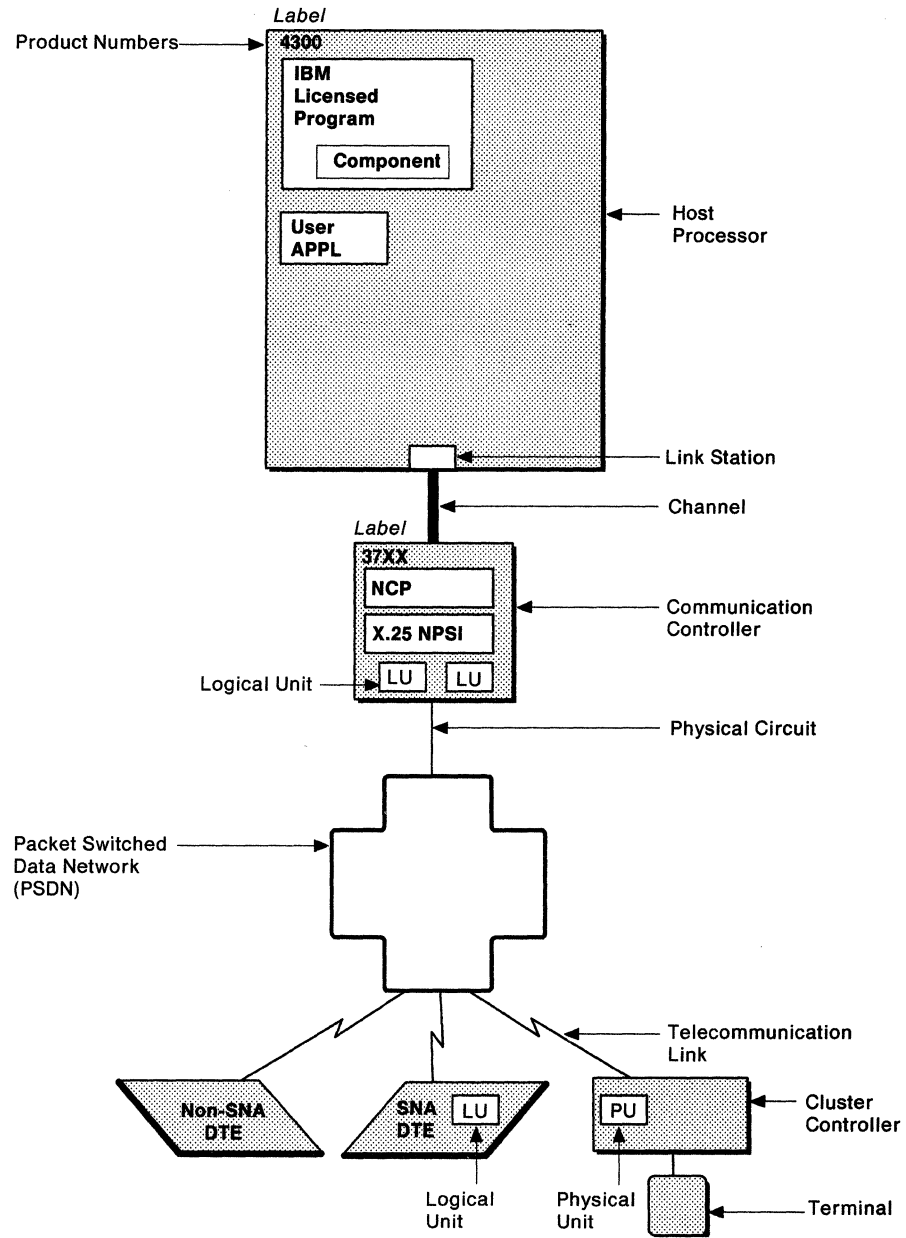 Label
Product Numbers
4300
IBM
Licensed
Program
Component
User
APPL
Host
Processor
Link Station
Channel
Label
37XX
NCP
X.25 NPSI
LU LU
Communication
Controller
Logical Unit
Physical Circuit
Packet Switched
Data Network
(PSDN)
Telecommunication
Link
Non-SNA
DTE
SNA
DTE
LU
PU
Cluster
Controller
Logical
Unit
Physical
Unit
Terminal